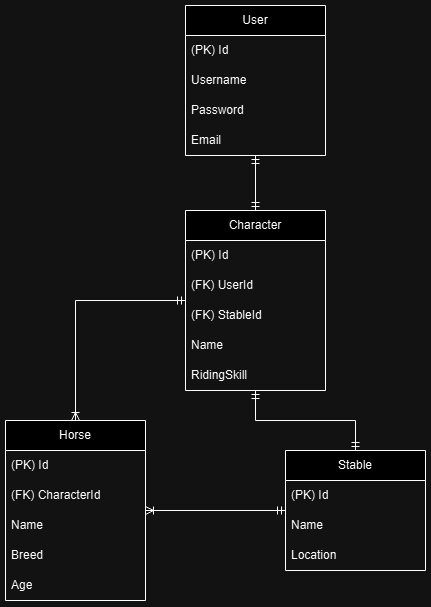 User
(PK) Id
Username
Password
Email
Character
(PK) Id
(FK) UserId
(FK) StableId
Name
RidingSkill
Horse
(PK) Id
(FK) CharacterId
Name
Breed
Age
Stable
(PK) Id
Name
Location